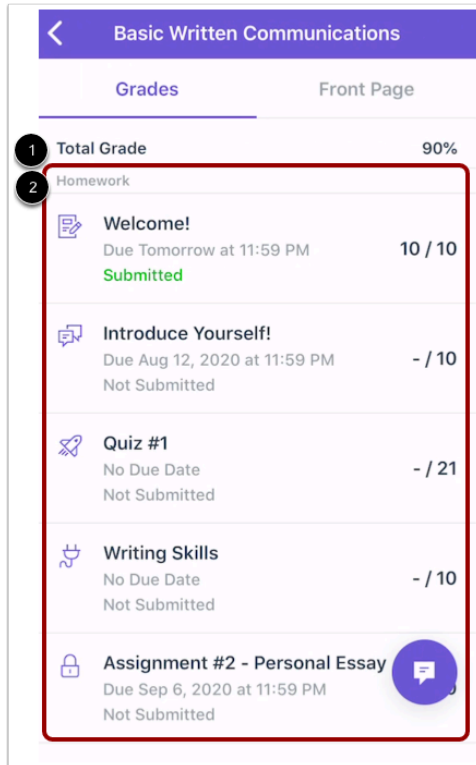 Basic Written Communications
Grades
Front Page
1
Total Grade
90%
2
Homework
Welcome!
Due Tomorrow at 11:59 PM
10 / 10
Submitted
Introduce Yourself!
Due Aug 12, 2020 at 11:59 PM
- / 10
Not Submitted
Quiz #1
No Due Date
- / 21
Not Submitted
Writing Skills
No Due Date
- / 10
Not Submitted
Assignment #2 - Personal Essay
Due Sep 6, 2020 at 11:59 PM
Not Submitted